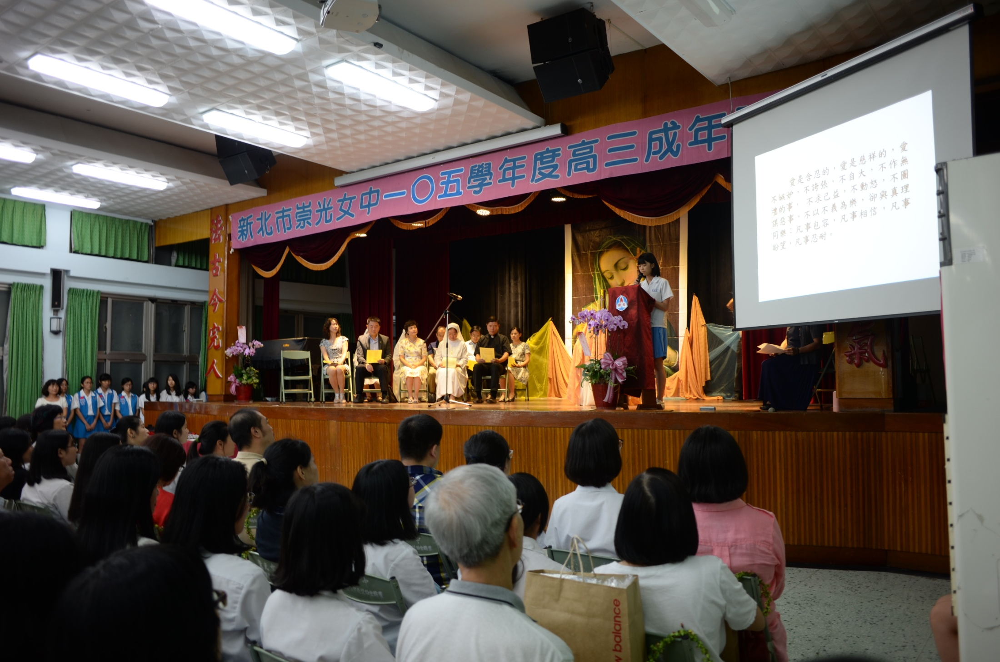 新北市崇光女中一〇五學年度高三成年
愛是含忍的，愛是慈祥的，愛
不嫉妒，不誇張，不自大，不作無
禮的事，不求己益，不動怒，不圖
謀惡事，不以不義為樂，卻與真理
同樂：凡事包容，凡事相信，凡事
盼望，凡事忍耐。
法古今完人
氣
balance